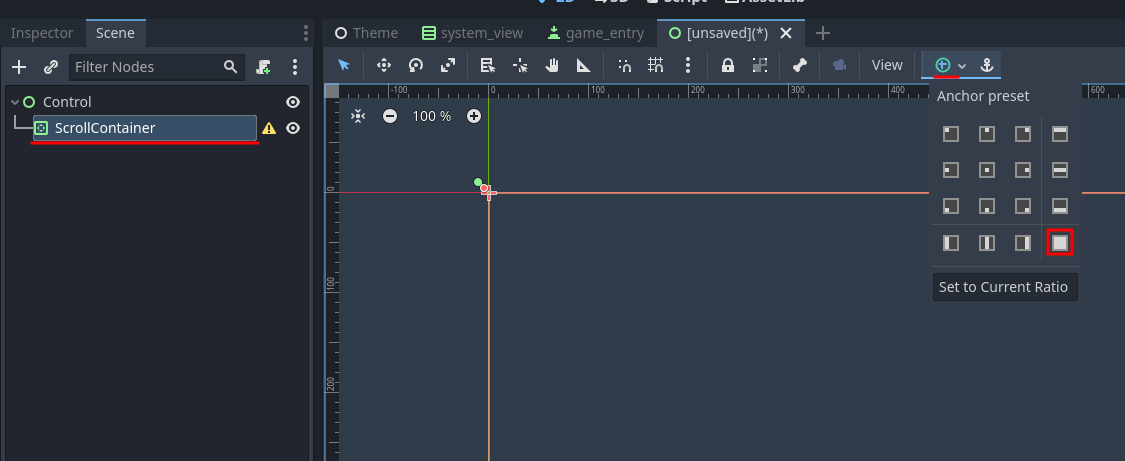 2D 3D Script AssetLib
Inspector Scene
Theme system_view game_entry [unsaved](*)
Filter Nodes
View
Control
ScrollContainer
-100 0 100 200 300 400 600
100 %
0
100
200
Anchor preset
Set to Current Ratio